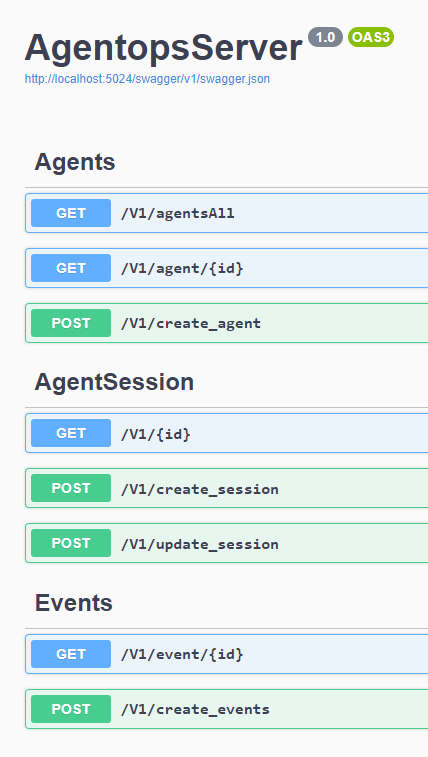 AgentopsServer 1.0 OAS3
http://localhost:5024/swagger/v1/swagger.json
Agents
GET /V1/agentsAll
GET /V1/agent/{id}
POST /V1/create_agent
AgentSession
GET /V1/{id}
POST /V1/create_session
POST /V1/update_session
Events
GET /V1/event/{id}
POST /V1/create_events